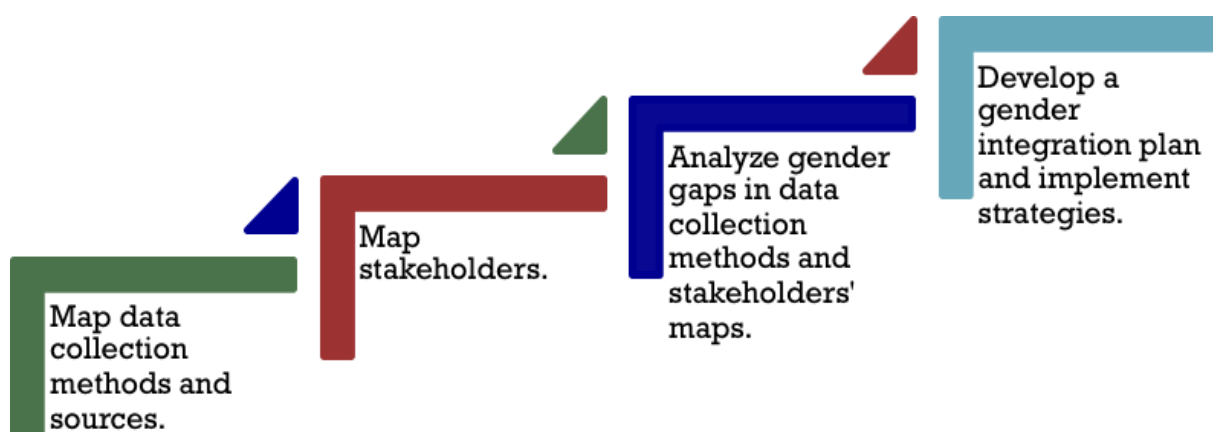 Map data
collection
methods and
sources.
Map
stakeholders.
Analyze gender
gaps in data
collection
methods and
stakeholders'
maps.
Develop a
gender
integration plan
and implement
strategies.